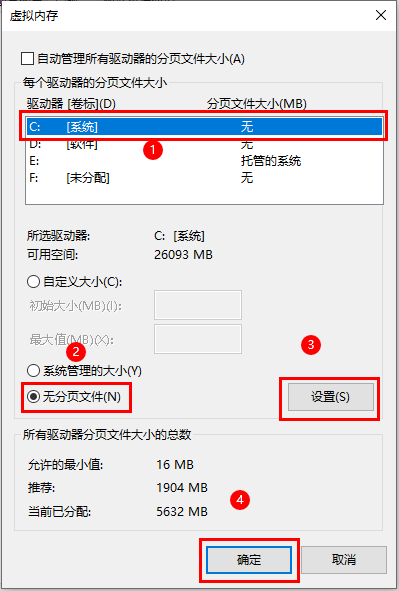 虚拟内存
自动管理所有驱动器的分页文件大小(A)
每个驱动器的分页文件大小
驱动器 [卷标](D) 分页文件大小(MB)
C: [系统] 无
1
D: [软件] 无
E: 托管的系统
F: [未分配] 无
所选驱动器: C: [系统]
可用空间: 26093 MB
自定义大小(C):
初始大小(MB)(I):
最大值(MB)(X):
2
3
系统管理的大小(Y)
无分页文件(N) 设置(S)
所有驱动器分页文件大小的总数
允许的最小值: 16 MB
推荐: 1904 MB
当前已分配: 5632 MB
4
确定 取消